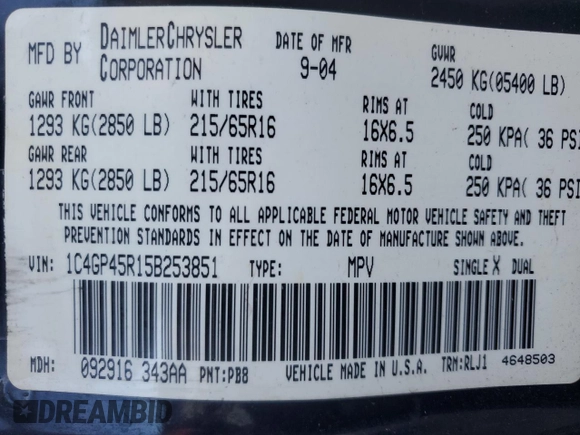 MFD BY DAIMLERCHRYSLER CORPORATION DATE OF MFR 9-04 GVWR 2450 KG(05400 LB)
GAWR FRONT WITH TIRES RIMS AT COLD
1293 KG(2850 LB) 215/65R16 16X6.5 250 KPA( 36 PSI
GAWR REAR WITH TIRES RIMS AT COLD
1293 KG(2850 LB) 215/65R16 16X6.5 250 KPA( 36 PSI
THIS VEHICLE CONFORMS TO ALL APPLICABLE FEDERAL MOTOR VEHICLE SAFETY AND THEFT
PREVENTION STANDARDS IN EFFECT ON THE DATE OF MANUFACTURE SHOWN ABOVE.
VIN: 1C4GP45R15B253851 TYPE: MPV SINGLE X DUAL
MDH: 092916 343AA PNT:PB8 VEHICLE MADE IN U.S.A. TRM:RLJ1 4648503
DREAMBID